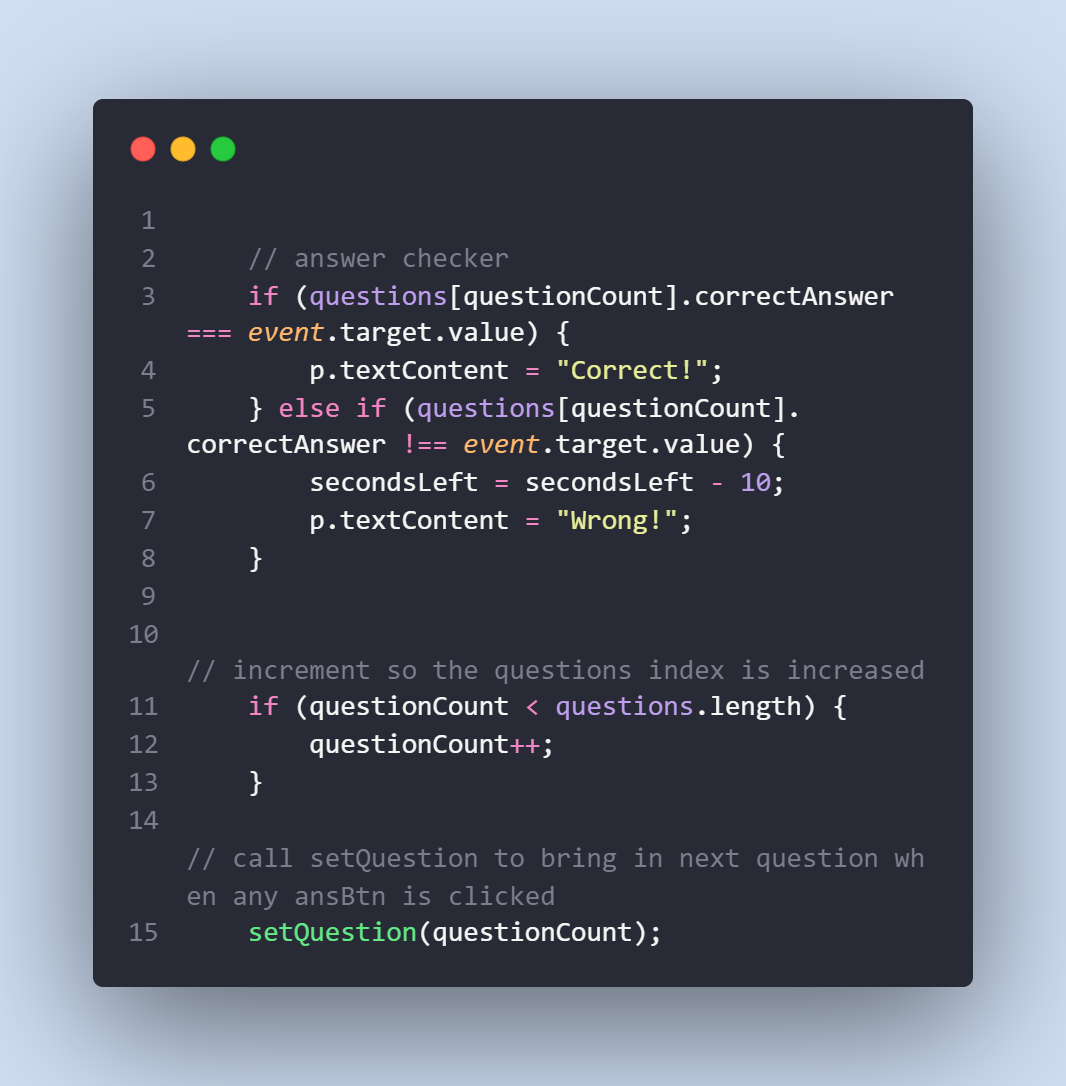 1
2 // answer checker
3 if (questions[questionCount].correctAnswer
=== event.target.value) {
4 p.textContent = "Correct!";
5 } else if (questions[questionCount].
correctAnswer !== event.target.value) {
6 secondsLeft = secondsLeft - 10;
7 p.textContent = "Wrong!";
8 }
9
10
// increment so the questions index is increased
11 if (questionCount < questions.length) {
12 questionCount++;
13 }
14
// call setQuestion to bring in next question wh
en any ansBtn is clicked
15 setQuestion(questionCount);